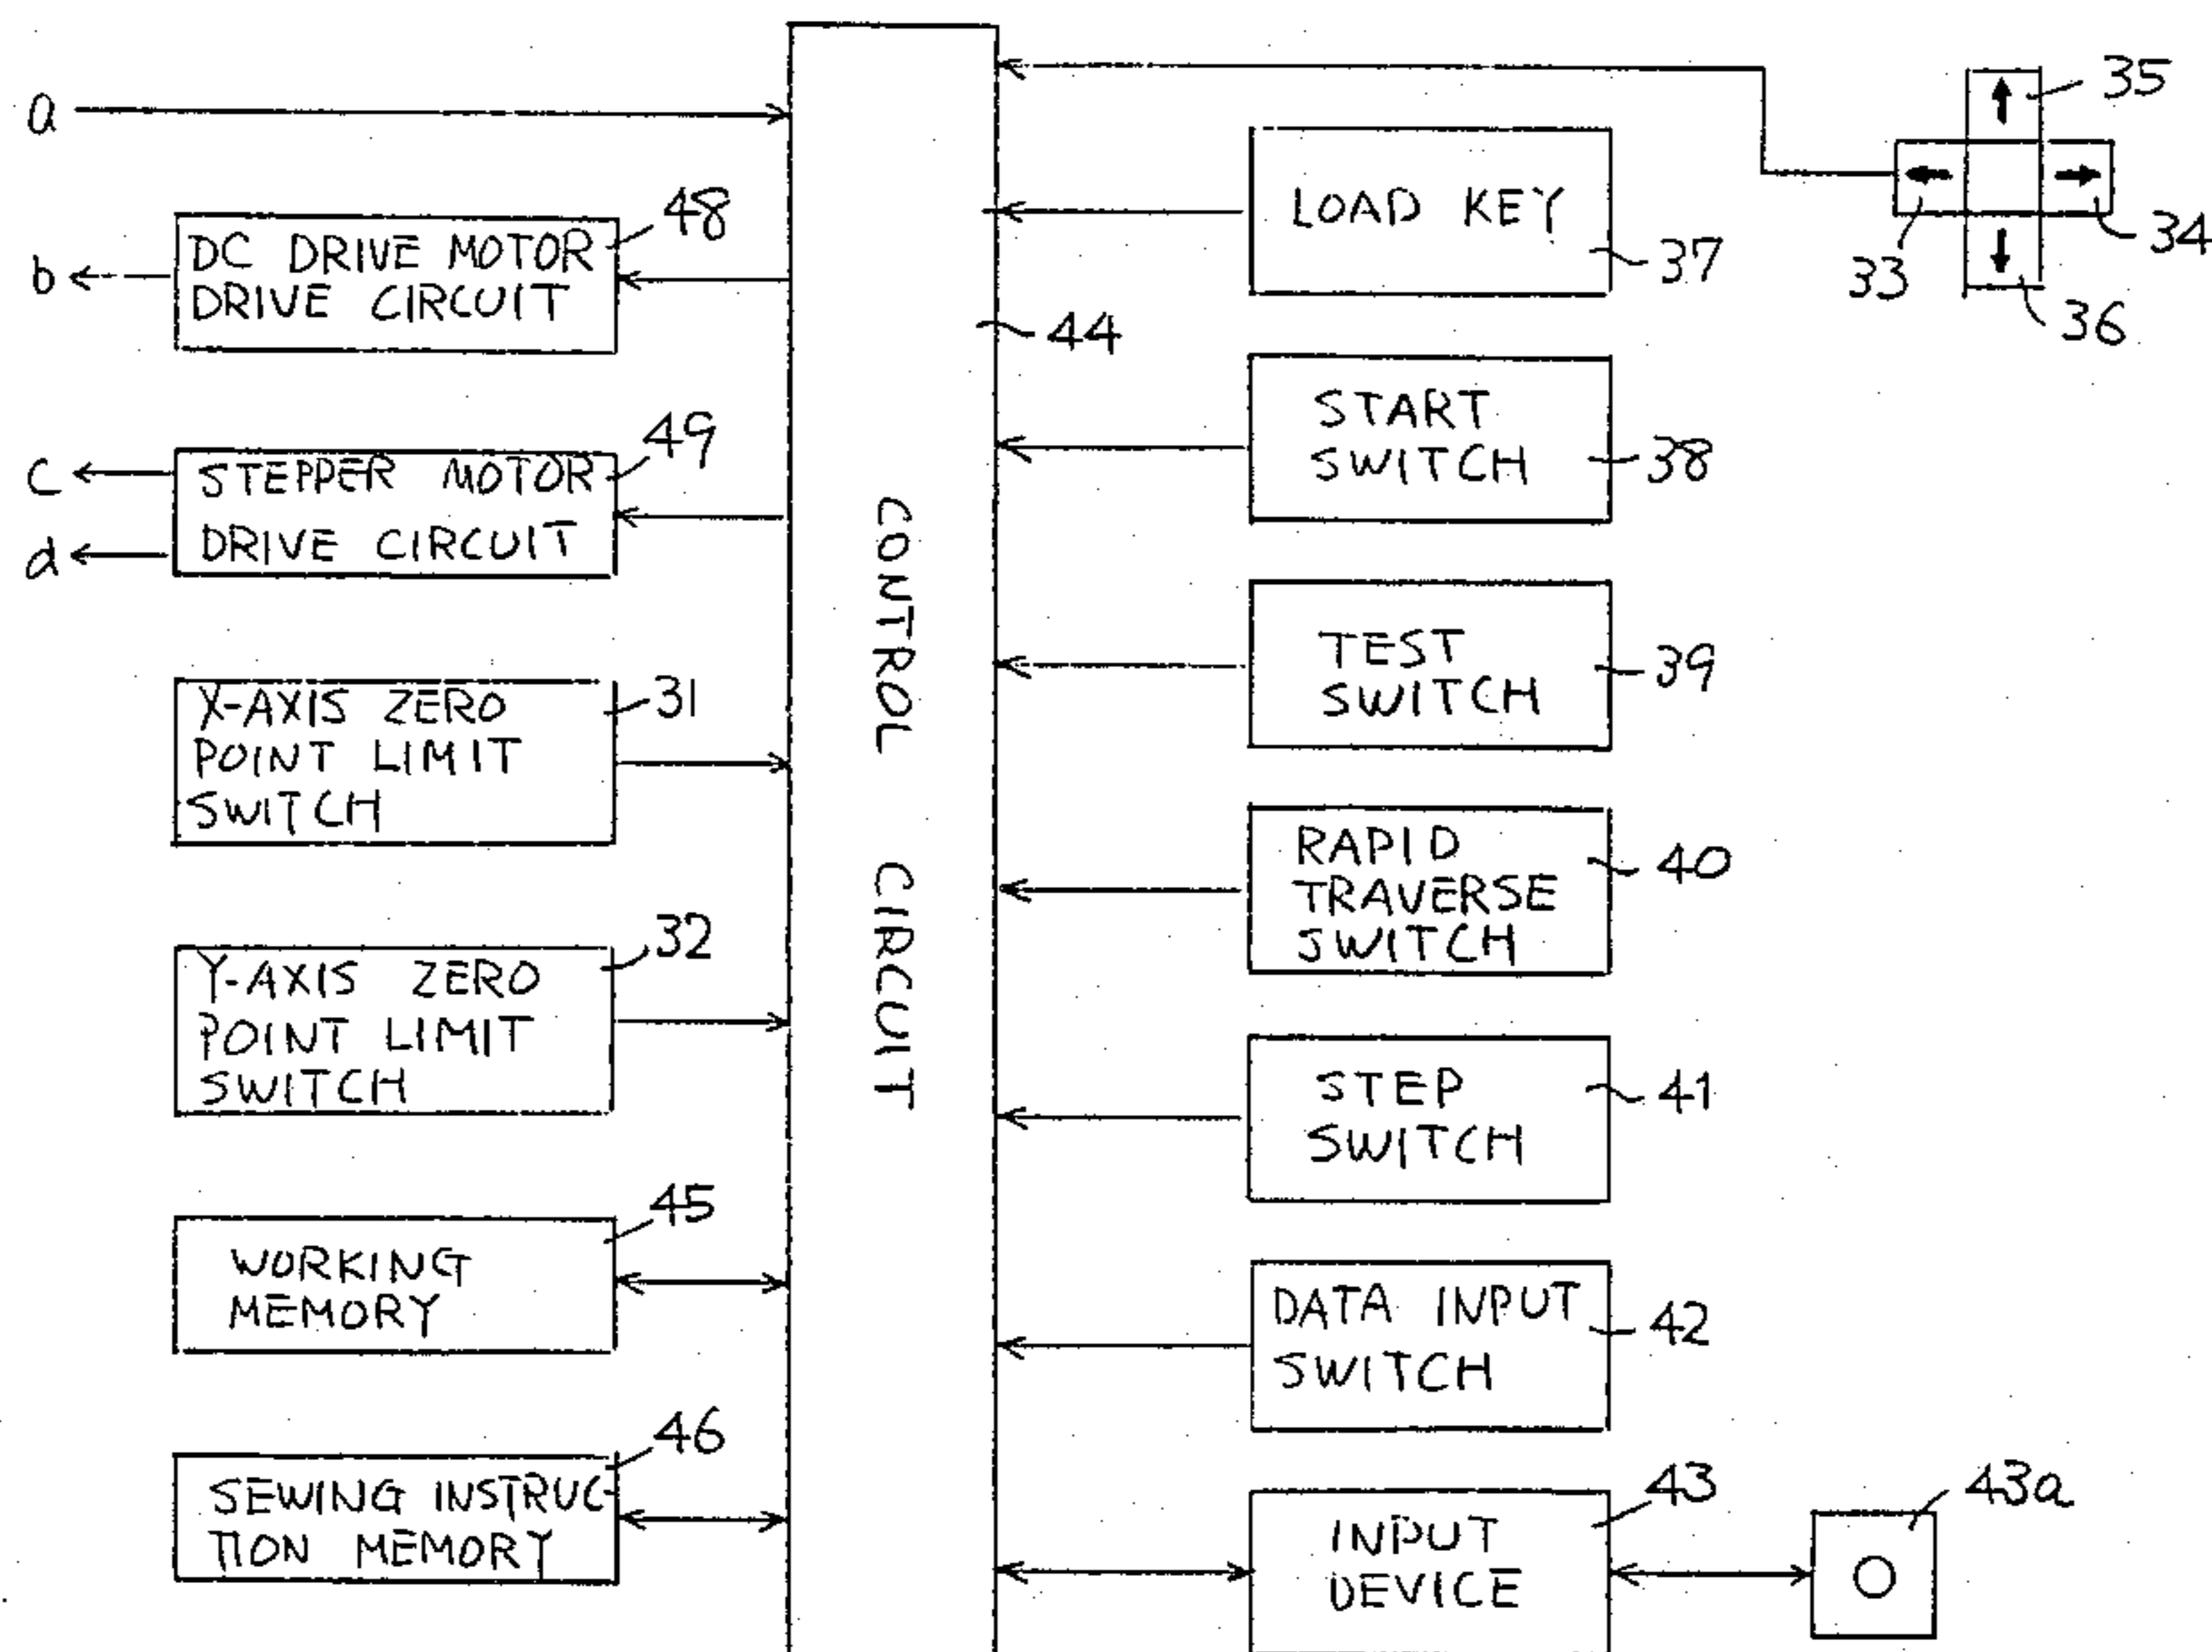 a
48
DC DRIVE MOTOR
DRIVE CIRCUIT
b
49
STEPPER MOTOR
DRIVE CIRCUIT
c
d
31
X-AXIS ZERO
POINT LIMIT
SWITCH
32
Y-AXIS ZERO
POINT LIMIT
SWITCH
45
WORKING
MEMORY
46
SEWING INSTRUC-
TION MEMORY
CONTROL CIRCUIT
44
35
33
34
36
LOAD KEY
37
START
SWITCH
38
TEST
SWITCH
39
RAPID
TRAVERSE
SWITCH
40
STEP
SWITCH
41
DATA INPUT
SWITCH
42
INPUT
DEVICE
43
43a